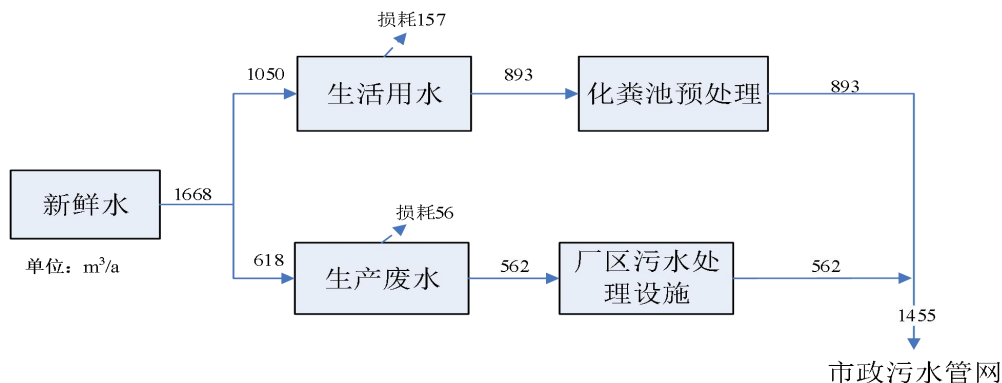 损耗157
1050
生活用水
893
化粪池预处理
893
新鲜水
1668
单位：m³/a
损耗56
618
生产废水
562
厂区污水处
理设施
562
1455
市政污水管网